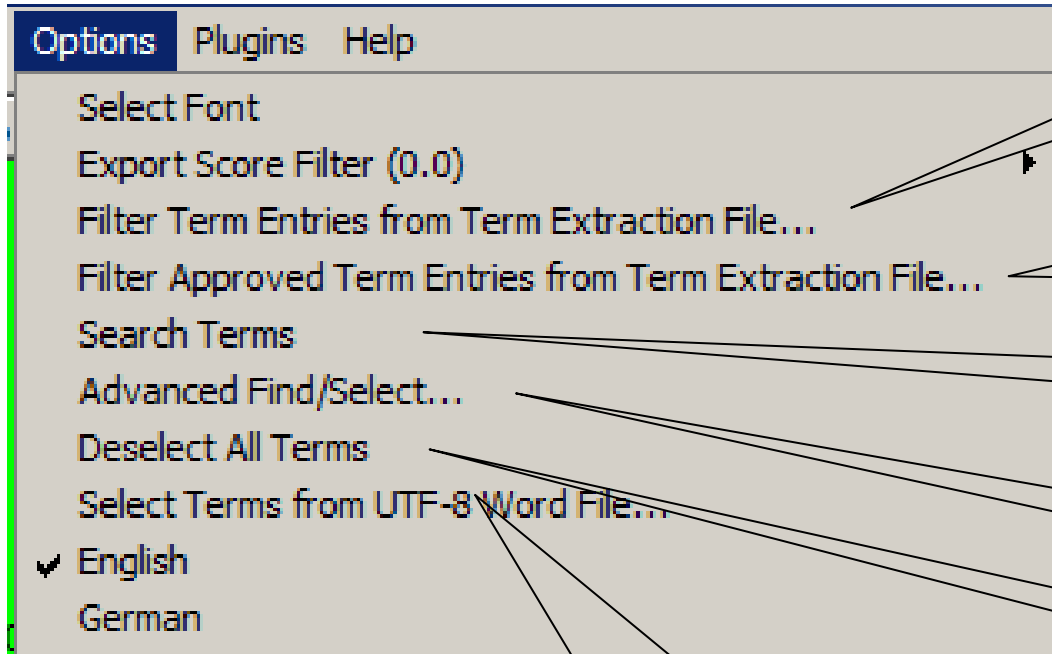 Options Plugins Help
Select Font
Export Score Filter (0.0)
Filter Term Entries from Term Extraction File...
Filter Approved Term Entries from Term Extraction File...
Search Terms
Advanced Find/Select...
Deselect All Terms
Select Terms from UTF-8 Word File...
English
German